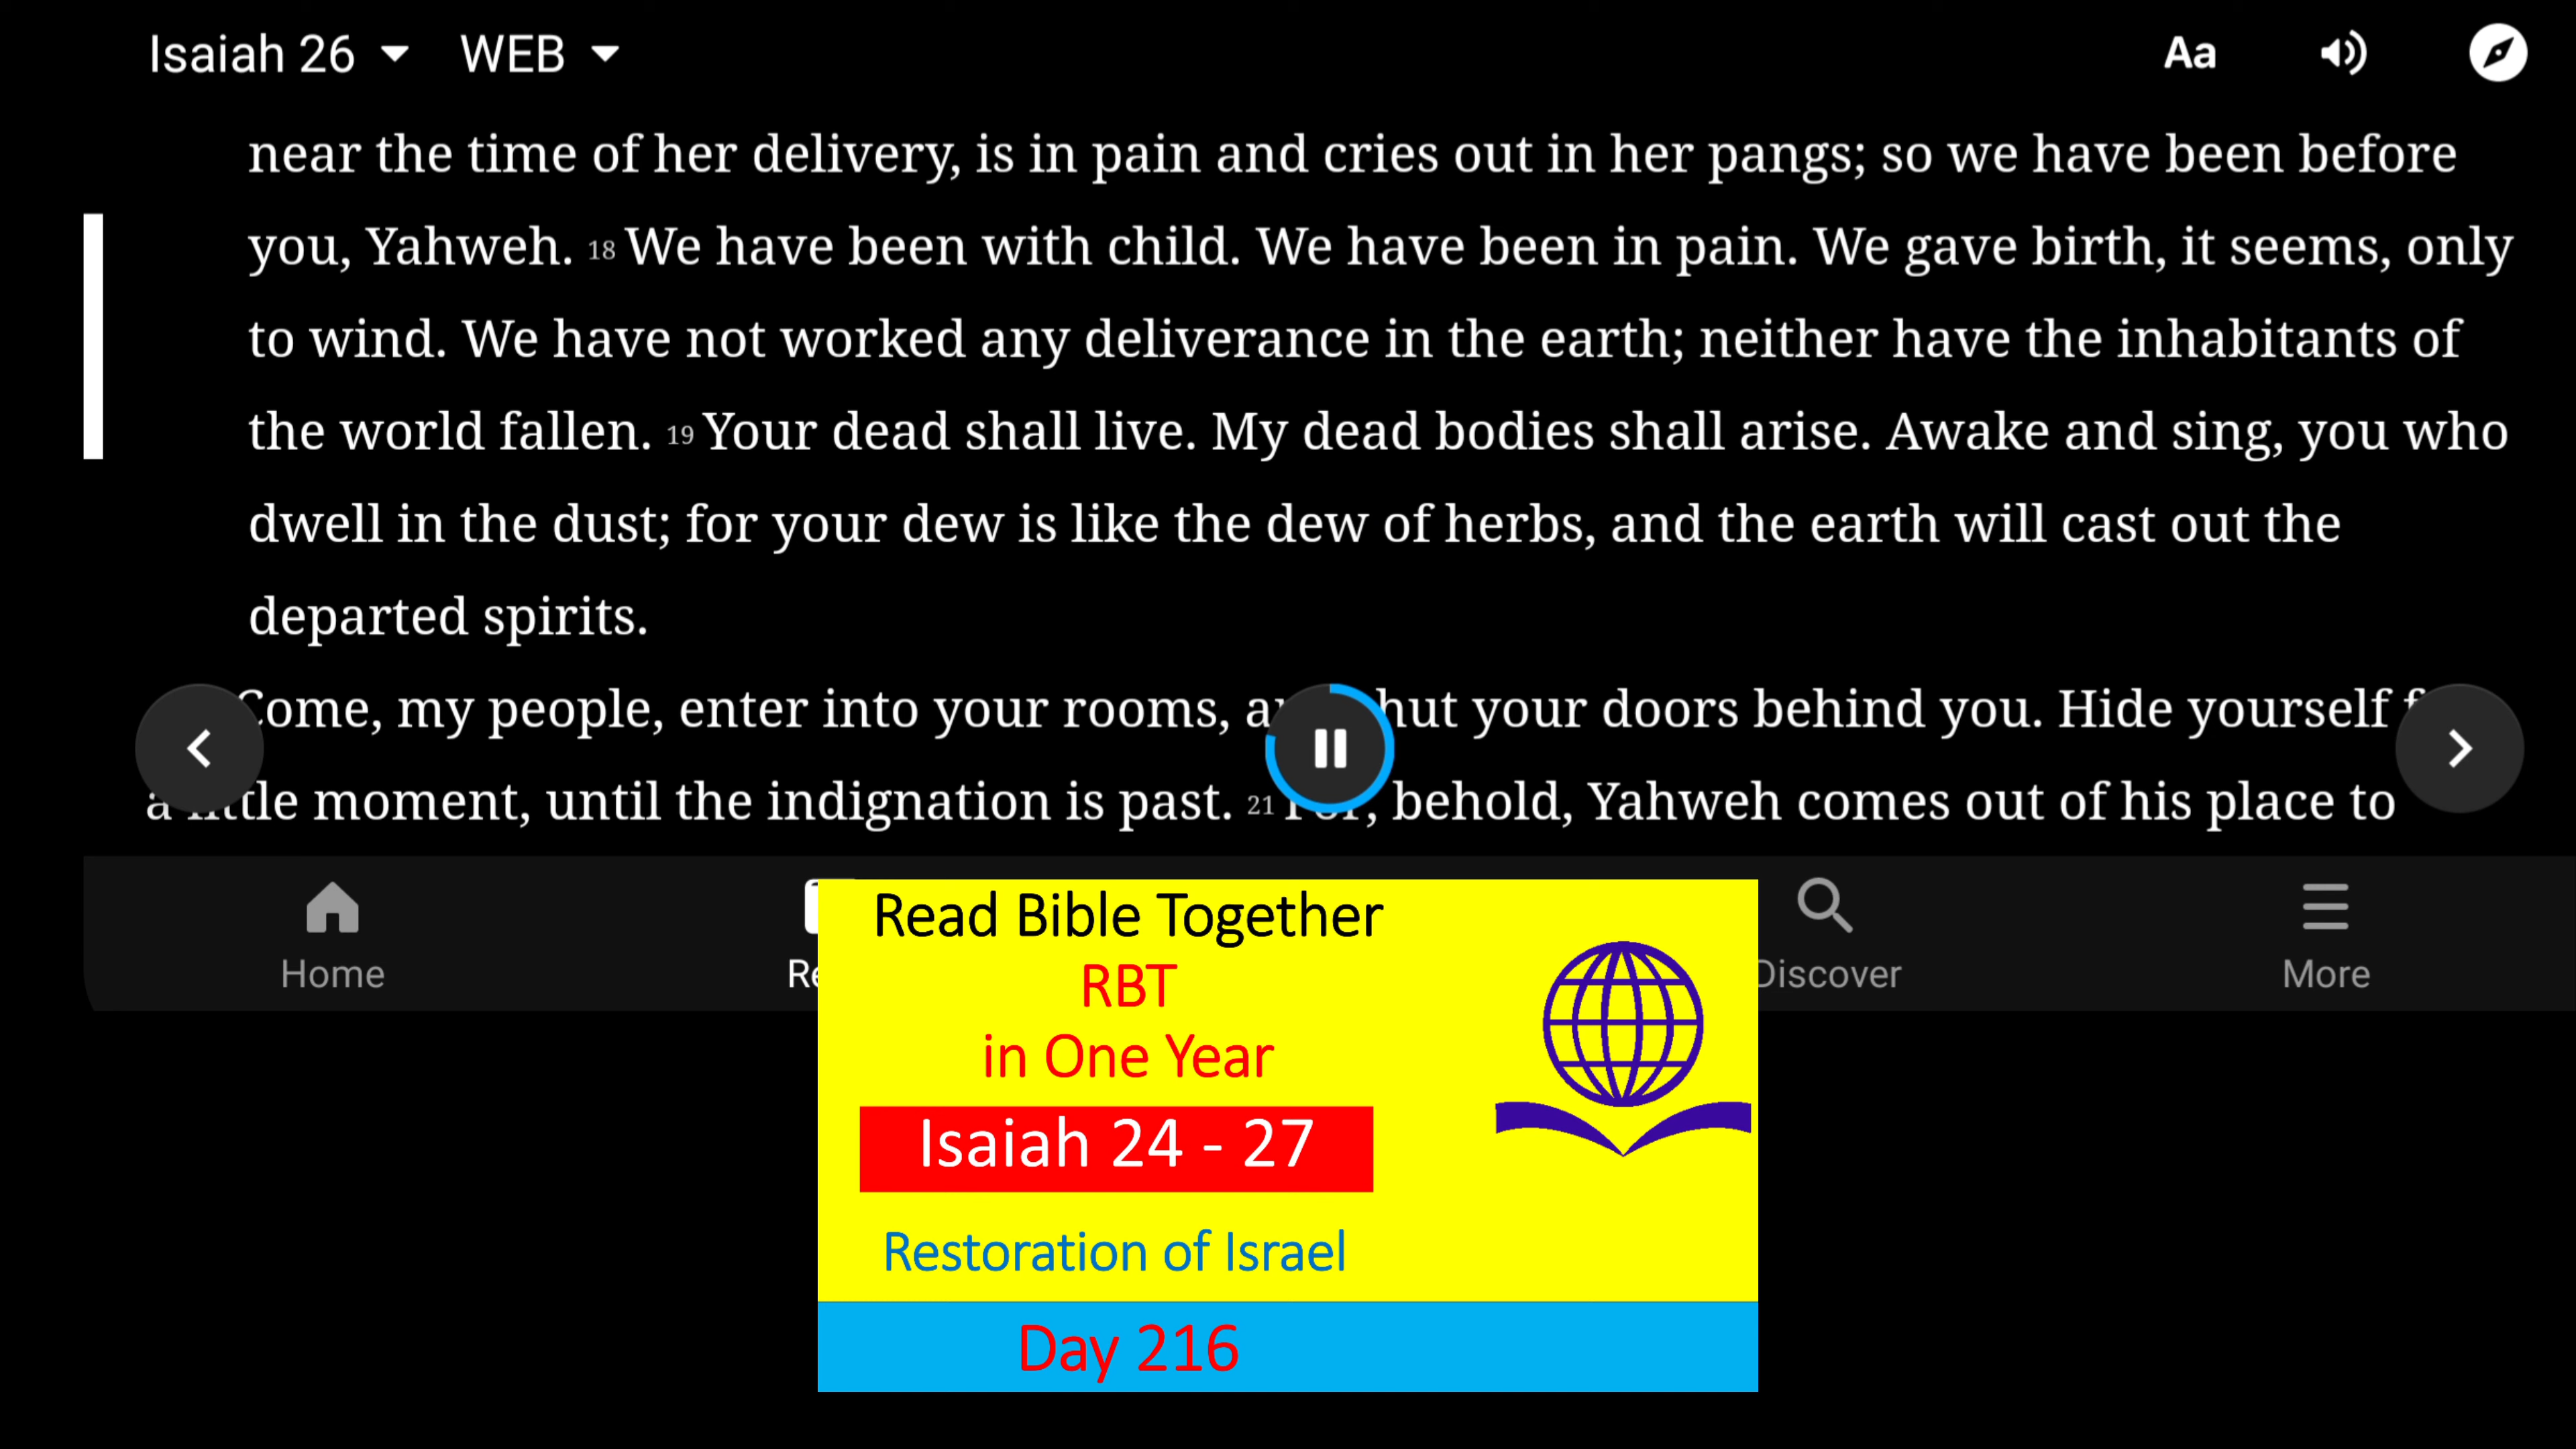 Isaiah 26 WEB Aa
near the time of her delivery, is in pain and cries out in her pangs; so we have been before
you, Yahweh. 18 We have been with child. We have been in pain. We gave birth, it seems, only
to wind. We have not worked any deliverance in the earth; neither have the inhabitants of
the world fallen. 19 Your dead shall live. My dead bodies shall arise. Awake and sing, you who
dwell in the dust; for your dew is like the dew of herbs, and the earth will cast out the
departed spirits.
Come, my people, enter into your rooms, your doors behind you. Hide yourself
a moment, until the indignation is past. 21 For, behold, Yahweh comes out of his place to
Home Discover More
Read Bible Together
RBT
in One Year
Isaiah 24 - 27
Restoration of Israel
Day 216